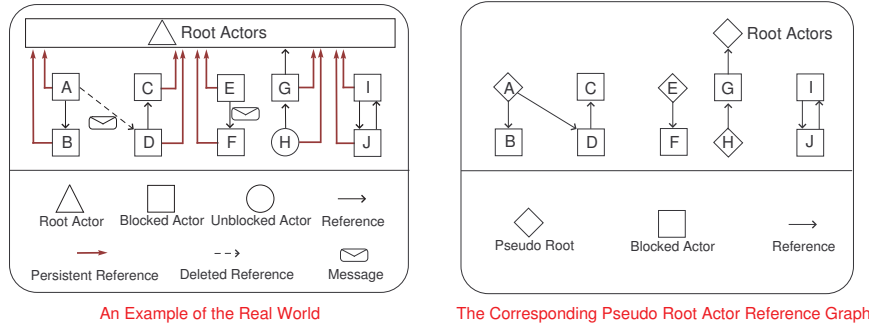 Root Actors
A
C
E
G
I
B
D
F
H
J
Root Actor
Blocked Actor
Unblocked Actor
Reference
Persistent Reference
Deleted Reference
Message
An Example of the Real World
Root Actors
A
C
E
G
I
B
D
F
H
J
Pseudo Root
Blocked Actor
Reference
The Corresponding Pseudo Root Actor Reference Graph